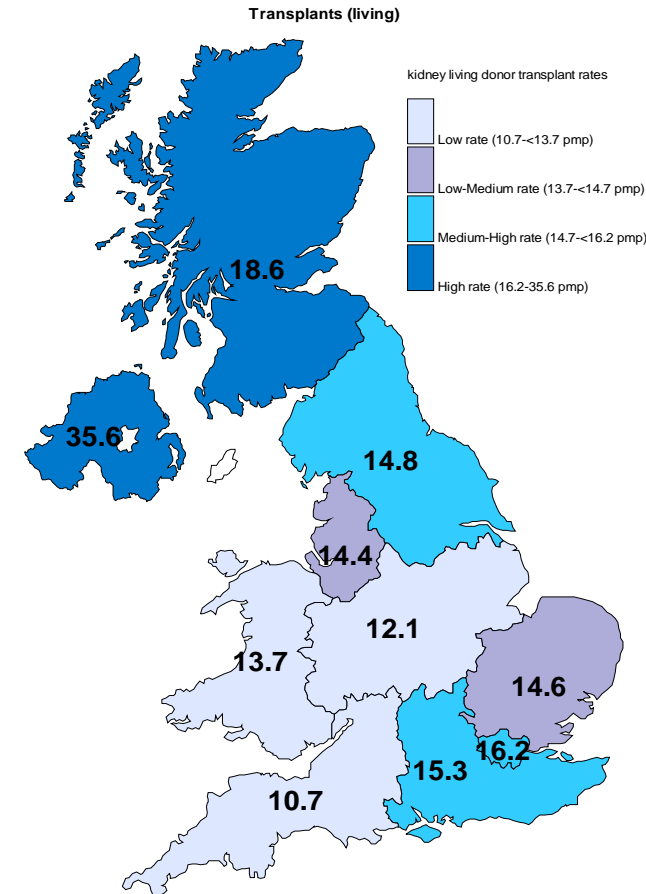 Transplants (living)
kidney living donor transplant rates
Low rate (10.7-<13.7 pmp)
Low-Medium rate (13.7-<14.7 pmp)
Medium-High rate (14.7-<16.2 pmp)
High rate (16.2-35.6 pmp)
18.6
35.6
14.8
14.4
12.1
13.7
14.6
16.2
15.3
10.7